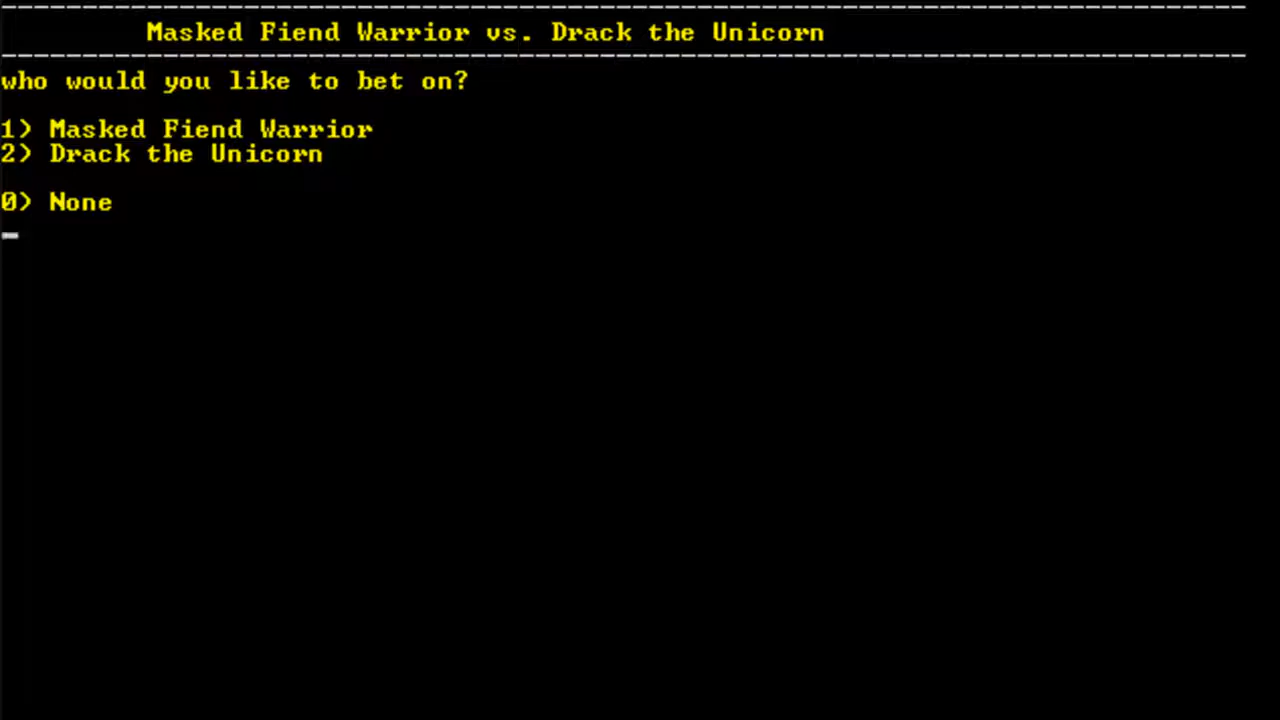 Masked Fiend Warrior vs. Drack the Unicorn
who would you like to bet on?
1) Masked Fiend Warrior
2) Drack the Unicorn
0) None